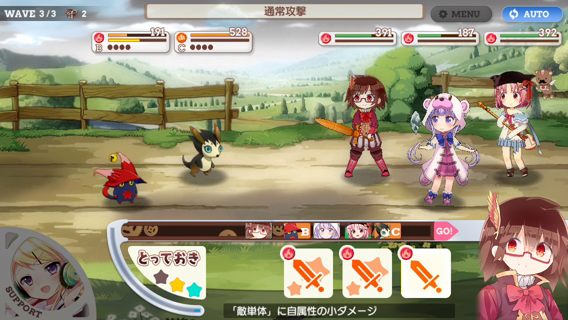 WAVE 3/3
2
通常攻撃
MENU
AUTO
191
B
528
C
391
187
392
B
C
GO!
とっておき
SUPPORT
「敵単体」に自属性の小ダメージ